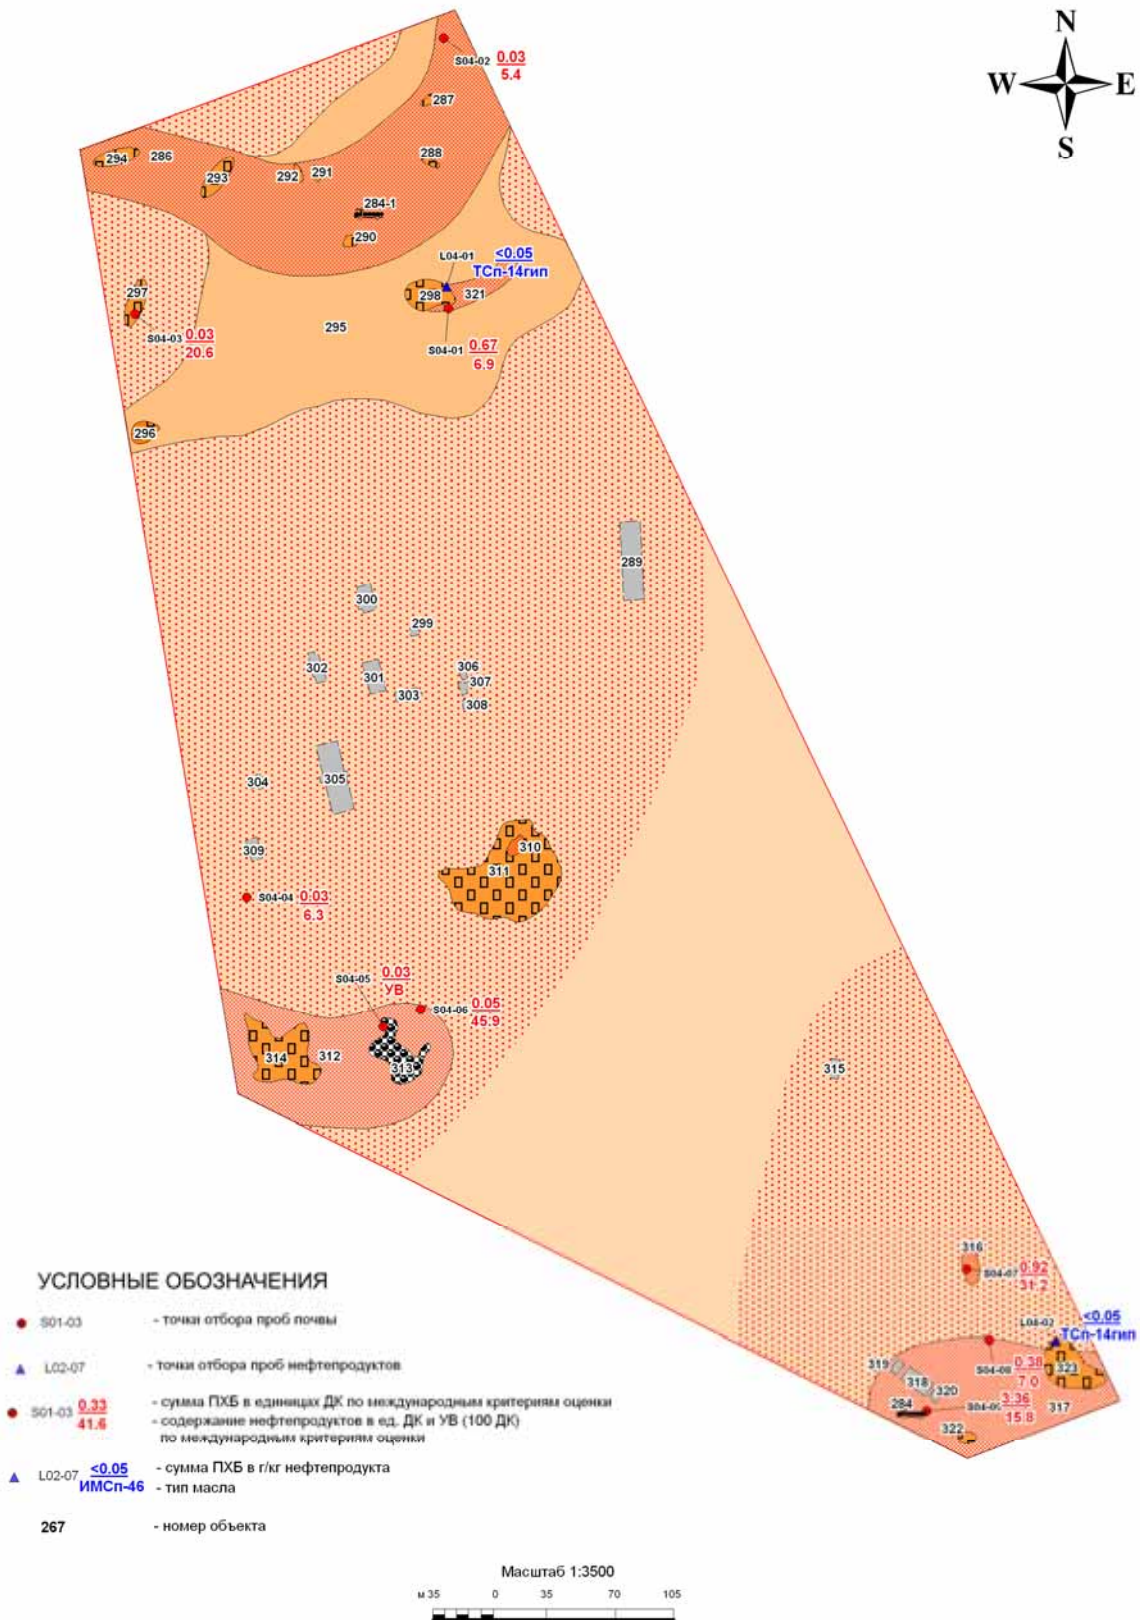 N
W E
S
S04-02 0.03
5.4
287
294 286
293
292 291
288
284-1
290
L04-01 <0.05
ТСп-14гип
297
298 321
295
S04-03 0.03
20.6
S04-01 0.67
6.9
296
289
300
299
302
301
303
306
307
308
304
305
309
310
311
S04-04 0.03
6.3
S04-05 0.03
УВ
S04-06 0.05
45.9
314 312
313
315
316
S04-07 0.92
31.2
L04-02 <0.05
ТСп-14гип
319
318
320
S04-08 0.38
7.0
323
284
S04-09 3.36
15.8
317
322
УСЛОВНЫЕ ОБОЗНАЧЕНИЯ
S01-03 - точки отбора проб почвы
L02-07 - точки отбора проб нефтепродуктов
S01-03 0.33 - сумма ПХБ в единицах ДК по международным критериям оценки
41.6 - содержание нефтепродуктов в ед. ДК и УВ (100 ДК)
по международным критериям оценки
L02-07 <0.05 - сумма ПХБ в г/кг нефтепродукта
ИМСп-46 - тип масла
267 - номер объекта
Масштаб 1:3500
м 35 0 35 70 105